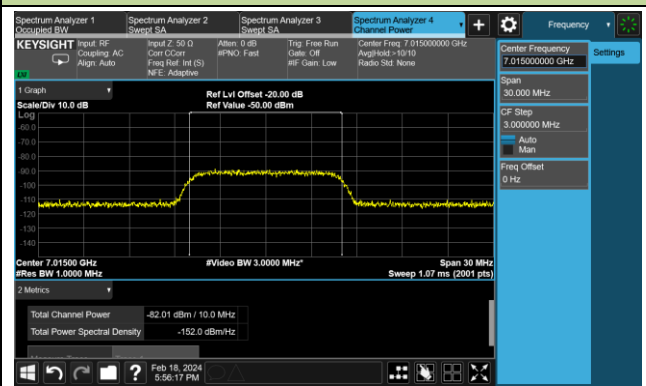 Spectrum Analyzer 1
Occupied BW
Spectrum Analyzer 2
Swept SA
Spectrum Analyzer 3
Swept SA
Spectrum Analyzer 4
Channel Power
Frequency
KEYSIGHT
Input: RF
Coupling: AC
Align: Auto
Input Z: 50 Ω
Corr CCorr
Freq Ref: Int (S)
NFE: Adaptive
Atten: 0 dB
#PNO: Fast
Trig: Free Run
Gate: Off
#IF Gain: Low
Center Freq: 7.015000000 GHz
Avg|Hold:>10/10
Radio Std: None
Center Frequency
7.015000000 GHz
Settings
Span
30.000 MHz
CF Step
3.000000 MHz
Auto
Man
Freq Offset
0 Hz
1 Graph
Scale/Div 10.0 dB
Ref Lvl Offset -20.00 dB
Ref Value -50.00 dBm
Log
-60.0
-70.0
-80.0
-90.0
-100
-110
-120
-130
-140
Center 7.01500 GHz
#Res BW 1.0000 MHz
#Video BW 3.0000 MHz*
Span 30 MHz
Sweep 1.07 ms (2001 pts)
2 Metrics
Total Channel Power
-82.01 dBm / 10.0 MHz
Total Power Spectral Density
-152.0 dBm/Hz
?
Feb 18, 2024
5:56:17 PM